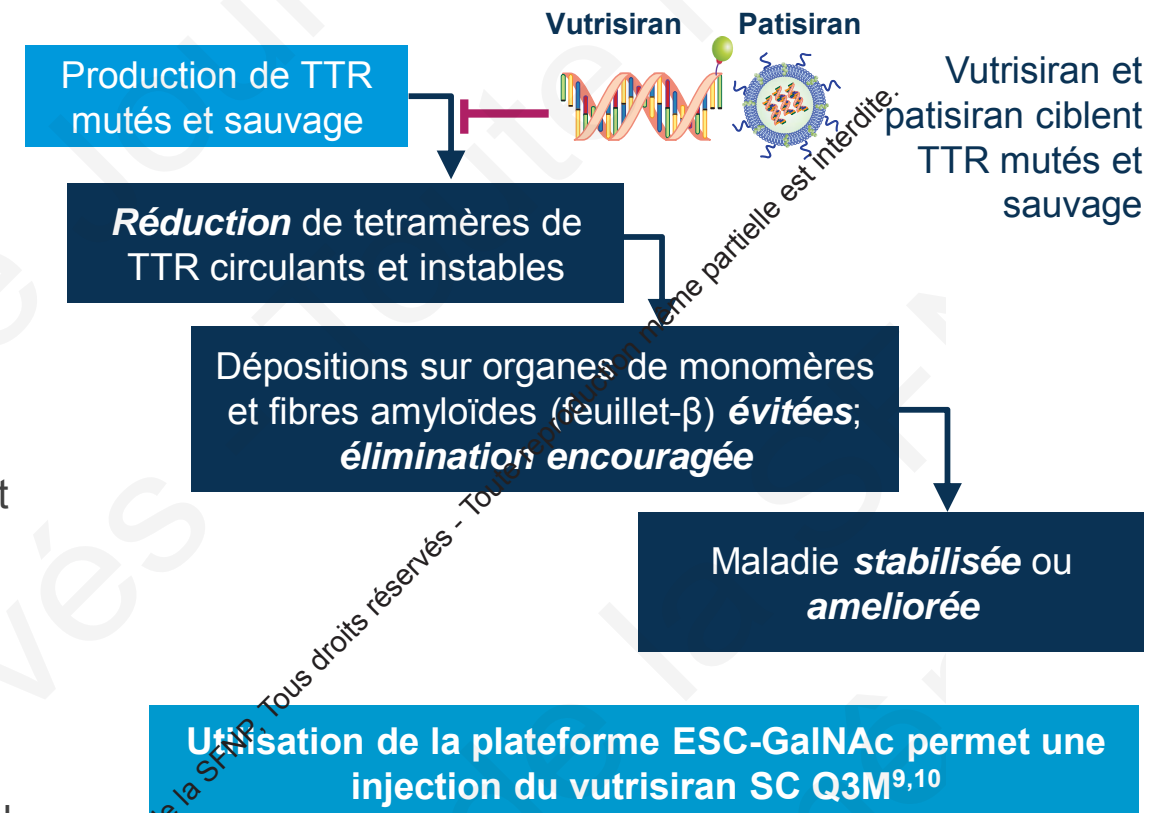 Vutrisiran
Patisiran
Production de TTR
mutés et sauvage
Vutrisiran et
patisiran ciblent
TTR mutés et
sauvage
Réduction de tetramères de
TTR circulants et instables
Dépositions sur organes de monomères
et fibres amyloïdes (feuillet-β) évitées;
élimination encouragée
Maladie stabilisée ou
ameliorée
Utilisation de la plateforme ESC-GalNAc permet une
injection du vutrisiran SC Q3M9,10
de la SFNP, Tous droits réservés - Toute reproduction même partielle est interdite.